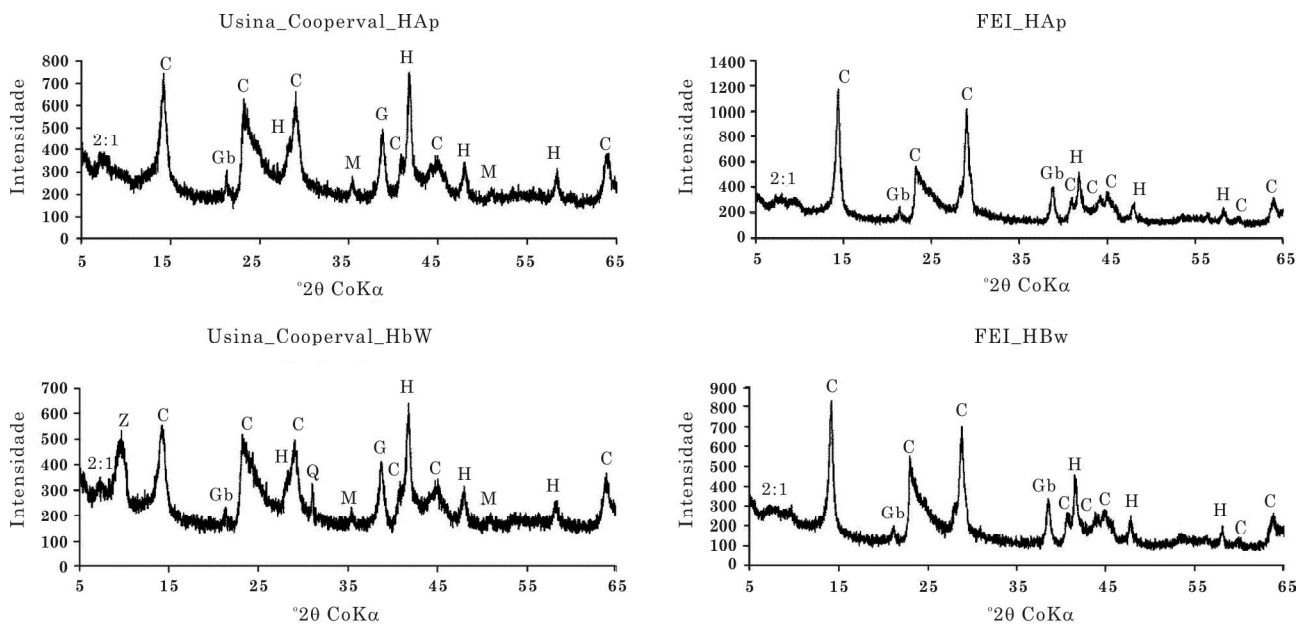 Usina_Cooperval_HAp
Intensidade
800
700
600
500
400
300
200
100
0
2:1
C
Gb
C
H
C
M
G
C
H
C
H
M
H
C
5 15 25 35 45 55 65
°2θ CoKα
FEI_HAp
Intensidade
1400
1200
1000
800
600
400
200
0
2:1
C
Gb
C
C
Gb
C
H
C
C
H
H
C
C
5 15 25 35 45 55 65
°2θ CoKα
Usina_Cooperval_HbW
Intensidade
700
600
500
400
300
200
100
0
2:1
Z
C
Gb
C
H
C
Q
M
G
C
H
C
H
M
H
C
5 15 25 35 45 55 65
°2θ CoKα
FEI_HBw
Intensidade
900
800
700
600
500
400
300
200
100
0
2:1
C
Gb
C
C
Gb
C
H
C
C
H
H
C
C
5 15 25 35 45 55 65
°2θ CoKα